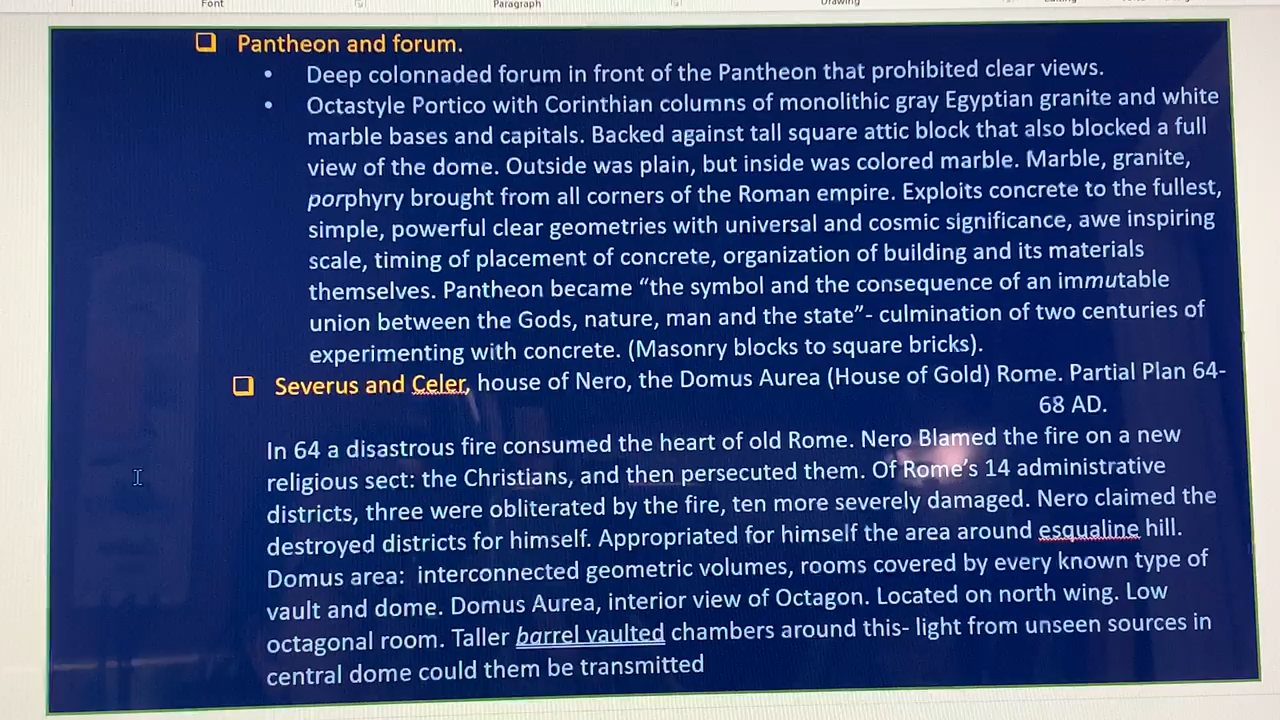 Font Paragraph Drawing
❑ Pantheon and forum.
• Deep colonnaded forum in front of the Pantheon that prohibited clear views.
• Octastyle Portico with Corinthian columns of monolithic gray Egyptian granite and white
marble bases and capitals. Backed against tall square attic block that also blocked a full
view of the dome. Outside was plain, but inside was colored marble. Marble, granite,
porphyry brought from all corners of the Roman empire. Exploits concrete to the fullest,
simple, powerful clear geometries with universal and cosmic significance, awe inspiring
scale, timing of placement of concrete, organization of building and its materials
themselves. Pantheon became “the symbol and the consequence of an immutable
union between the Gods, nature, man and the state”- culmination of two centuries of
experimenting with concrete. (Masonry blocks to square bricks).
❑ Severus and Celer, house of Nero, the Domus Aurea (House of Gold) Rome. Partial Plan 64-
68 AD.
In 64 a disastrous fire consumed the heart of old Rome. Nero Blamed the fire on a new
religious sect: the Christians, and then persecuted them. Of Rome’s 14 administrative
districts, three were obliterated by the fire, ten more severely damaged. Nero claimed the
destroyed districts for himself. Appropriated for himself the area around esqualine hill.
Domus area: interconnected geometric volumes, rooms covered by every known type of
vault and dome. Domus Aurea, interior view of Octagon. Located on north wing. Low
octagonal room. Taller barrel vaulted chambers around this- light from unseen sources in
central dome could them be transmitted